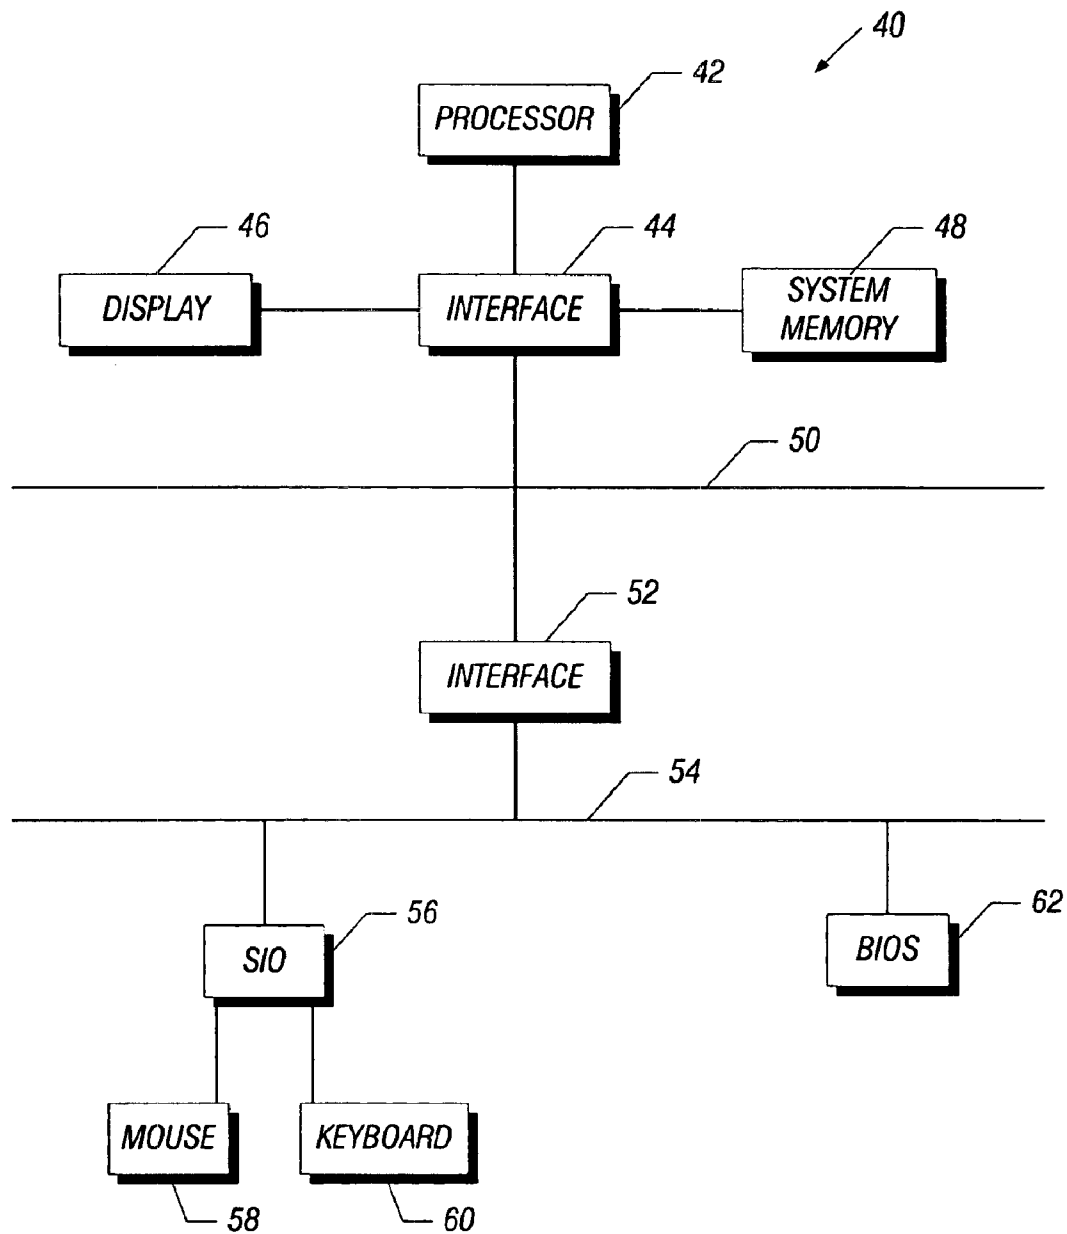 40
42
PROCESSOR
46
44
48
DISPLAY
INTERFACE
SYSTEM
MEMORY
50
52
INTERFACE
54
56
62
SIO
BIOS
MOUSE
KEYBOARD
58
60